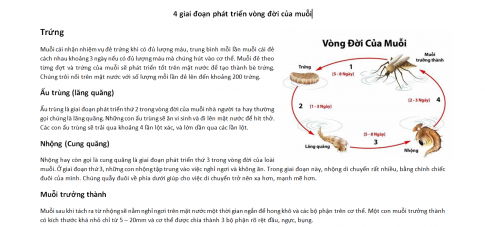 4 giai đoạn phát triển vòng đời của muỗi
Trứng
Muỗi cái nhận nhiệm vụ đẻ trứng khi có đủ lượng máu, trung bình mỗi lần muỗi cái đẻ
cách nhau khoảng 3 ngày nếu có đủ lượng máu mà chúng hút vào cơ thể. Muỗi đẻ theo
từng đợt và trứng của muỗi sẽ phát triển tốt trên mặt nước để tạo thành bè trứng.
Chúng trôi nổi trên mặt nước với số lượng mỗi lần đẻ lên đến khoảng 200 trứng.
Ấu trùng (lăng quăng)
Ấu trùng là giai đoạn phát triển thứ 2 trong vòng đời của muỗi nhà người ta hay thường
gọi chúng là lăng quăng. Những con ấu trùng sẽ ăn vi sinh và đi lên mặt nước để hít thở.
Các con ấu trùng sẽ trải qua khoảng 4 lần lột xác, và lớn dần qua các lần lột.
Nhộng (Cung quăng)
Nhộng hay còn gọi là cung quăng là giai đoạn phát triển thứ 3 trong vòng đời của loài
muỗi. Ở giai đoạn thứ 3, những con nhộng tập trung vào việc nghỉ ngơi và không ăn. Trong giai đoạn này, nhộng di chuyển rất nhiều, bằng chính chiếc
đuôi của mình. Chúng quẫy đuôi về phía dưới giúp cho việc di chuyển trở nên xa hơn, mạnh mẽ hơn.
Muỗi trưởng thành
Muỗi sau khi tách ra từ nhộng sẽ nằm nghỉ ngơi trên mặt nước một thời gian ngắn để hong khô và các bộ phận trên cơ thể. Một con muỗi trưởng thành
có kích thước khá nhỏ chỉ từ 5 – 20mm và cơ thể được chia thành 3 bộ phận rõ rệt đầu, ngực, bụng.
Vòng Đời Của Muỗi
Trứng
1
Muỗi
trưởng thành
2
4
Lăng quăng
3
Nhộng